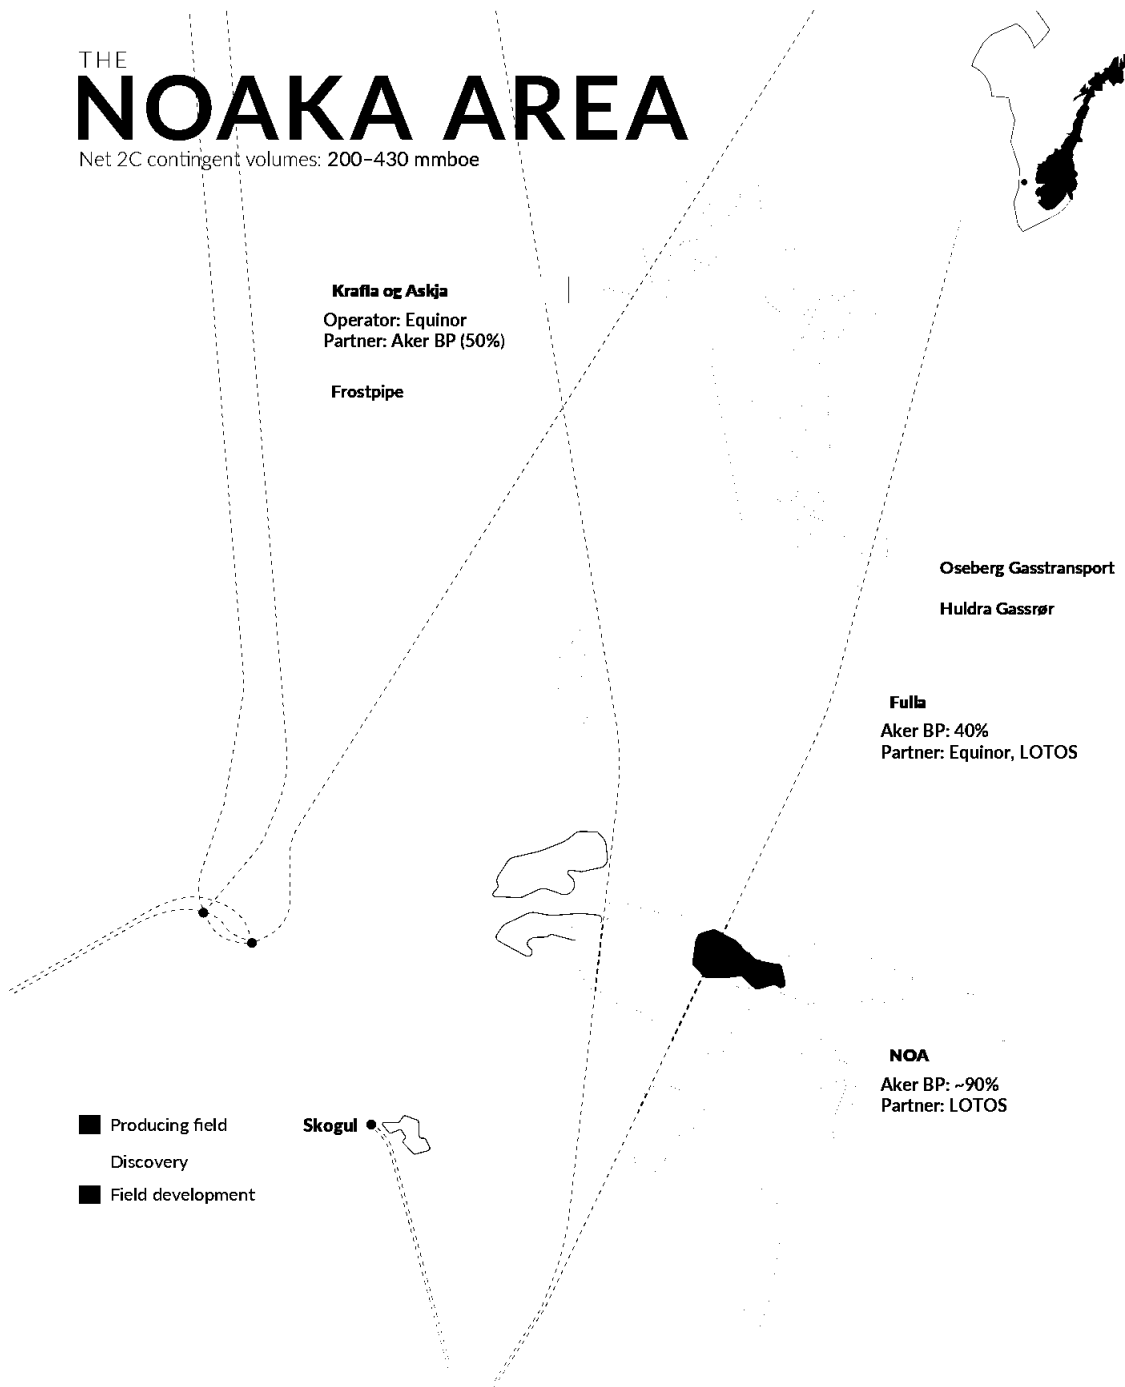 THE
NOAKA AREA
Net 2C contingent volumes: 200–430 mmboe
Krafla og Askja
Operator: Equinor
Partner: Aker BP (50%)
Frostpipe
Oseberg Gasstransport
Huldra Gassrør
Fulla
Aker BP: 40%
Partner: Equinor, LOTOS
NOA
Aker BP: ~90%
Partner: LOTOS
Skogul
Producing field
Discovery
Field development